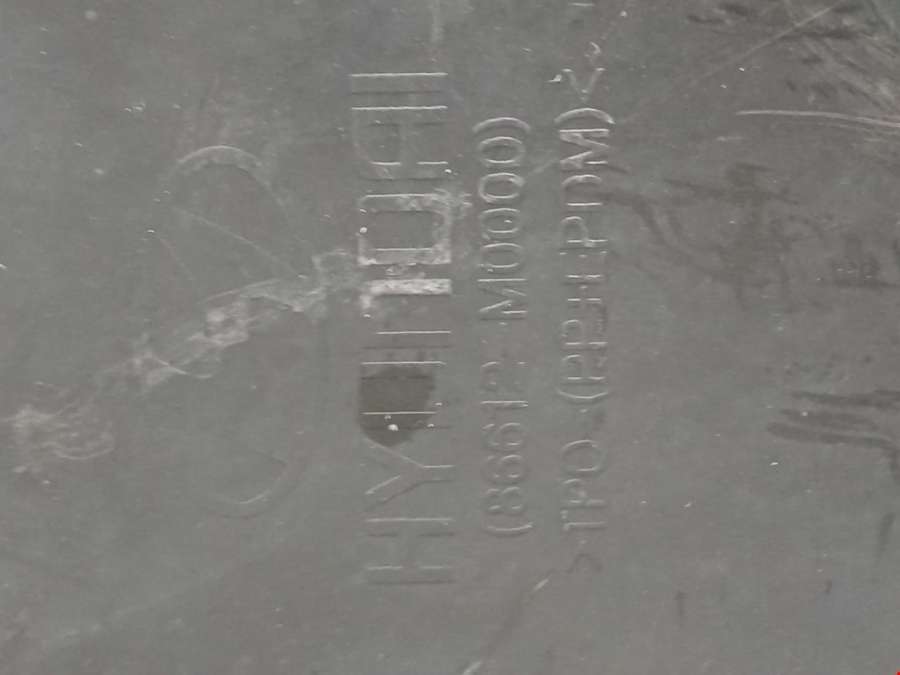 HYUNDAI
(86612-M0000)
>TPO-(PP+EPDM)<